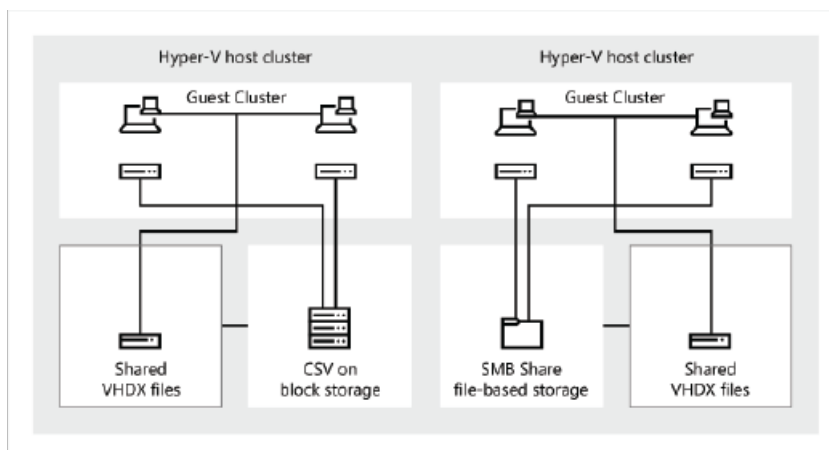 Hyper-V host cluster
Hyper-V host cluster
Guest Cluster
Guest Cluster
Shared
VHDX files
CSV on
block storage
SMB Share
file-based storage
Shared
VHDX files